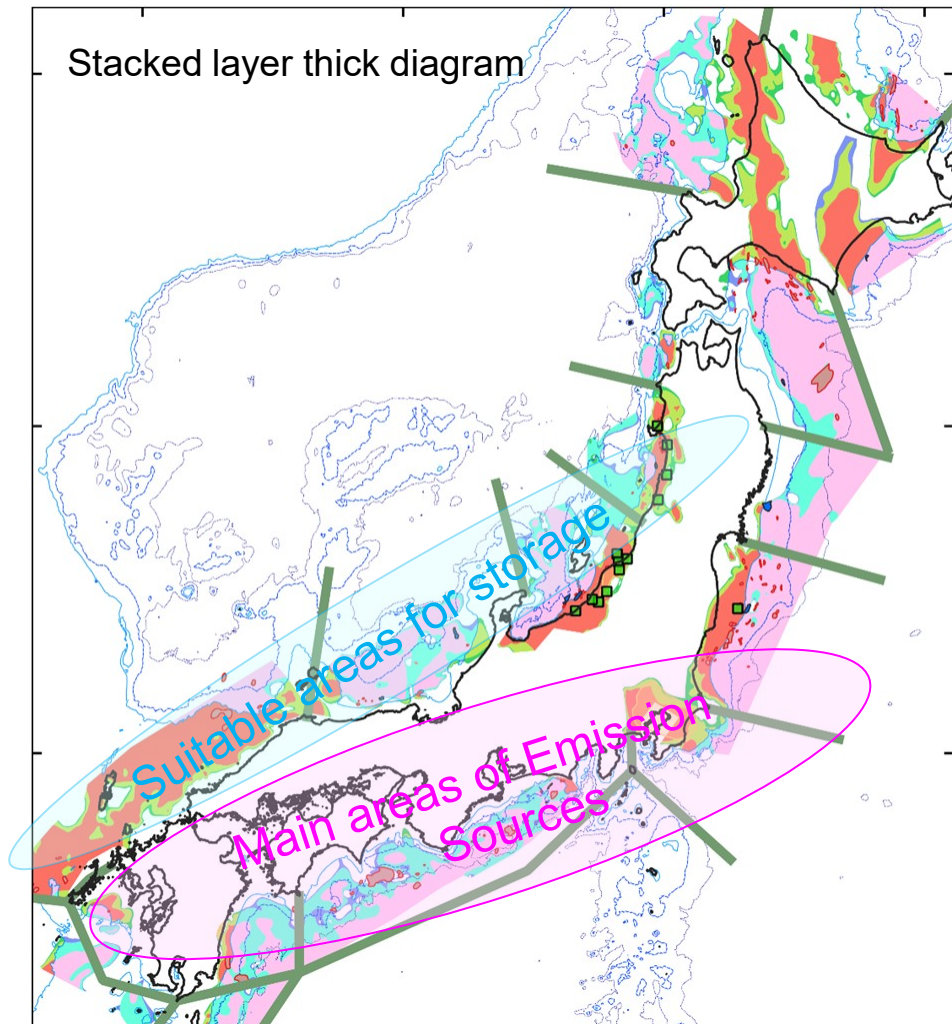 Stacked layer thick diagram
Suitable areas for storage
Main areas of Emission
Sources